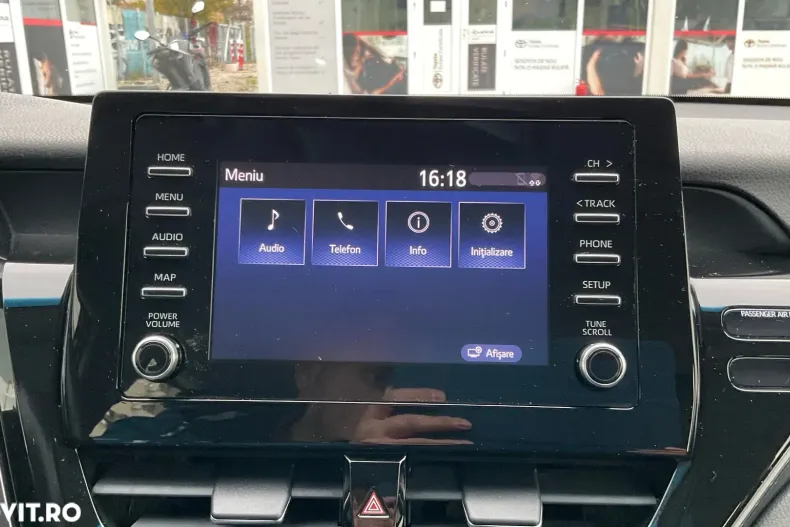 HOME
MENU
AUDIO
MAP
POWER
VOLUME
Meniu
16:18
Audio
Telefon
Info
Inițializare
Afișare
CH >
< TRACK
PHONE
SETUP
TUNE
SCROLL
PASSENGER AIR
VIT.RO